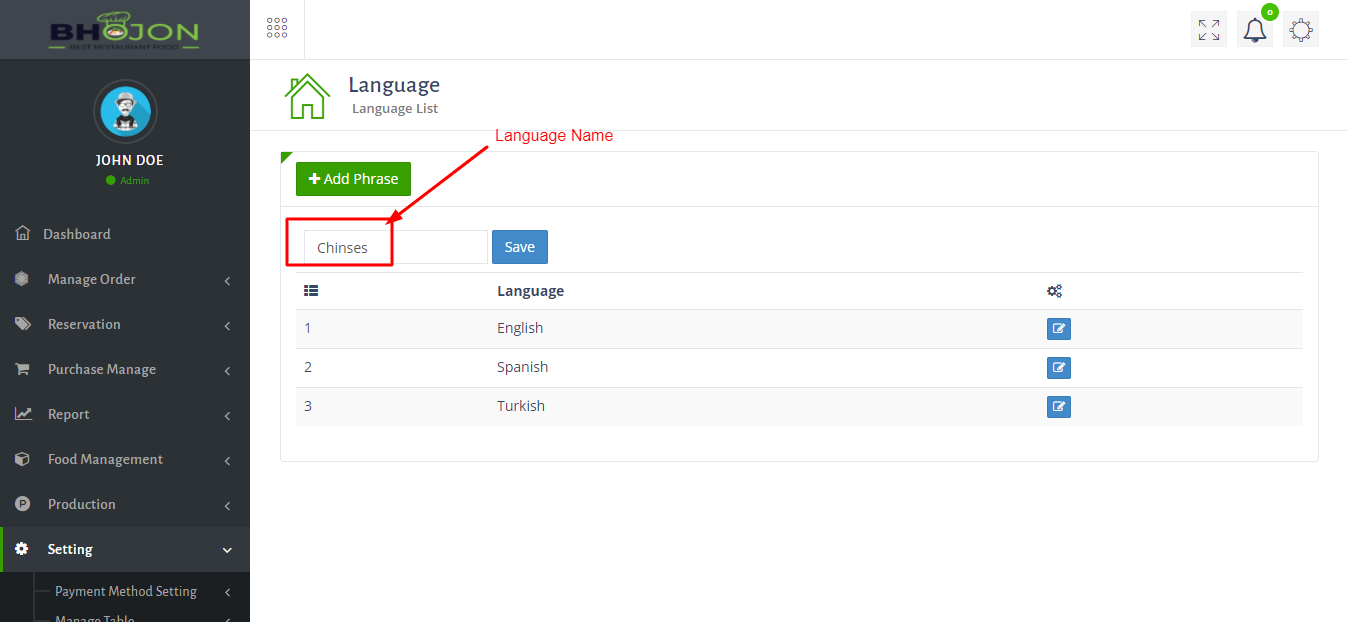 BHOJON
BEST RESTAURANT FOOD
JOHN DOE
Admin
Dashboard
Manage Order
Reservation
Purchase Manage
Report
Food Management
Production
Setting
Payment Method Setting
Manage Table
0
Language
Language List
Language Name
Add Phrase
Chinses
Save
Language
1 English
2 Spanish
3 Turkish